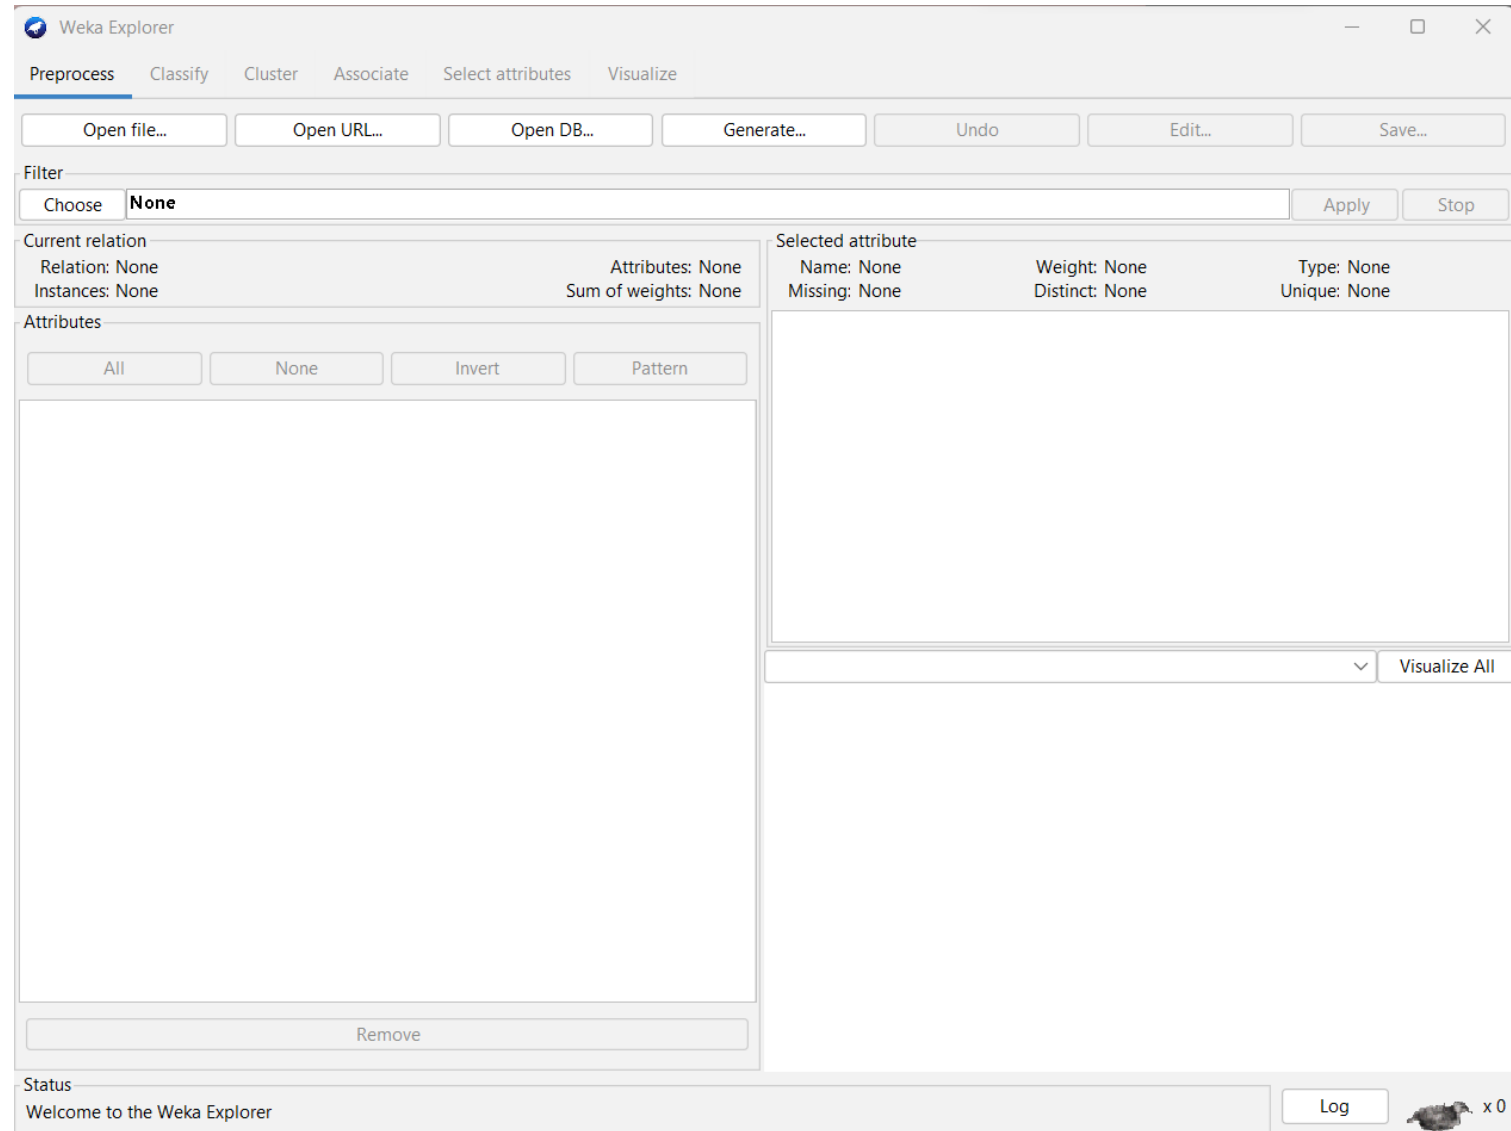 Weka Explorer
Preprocess Classify Cluster Associate Select attributes Visualize
Open file... Open URL... Open DB... Generate... Undo Edit... Save...
Filter
Choose None Apply Stop
Current relation
Relation: None Attributes: None
Instances: None Sum of weights: None
Selected attribute
Name: None Weight: None Type: None
Missing: None Distinct: None Unique: None
Attributes
All None Invert Pattern
Visualize All
Remove
Status
Welcome to the Weka Explorer
Log x 0